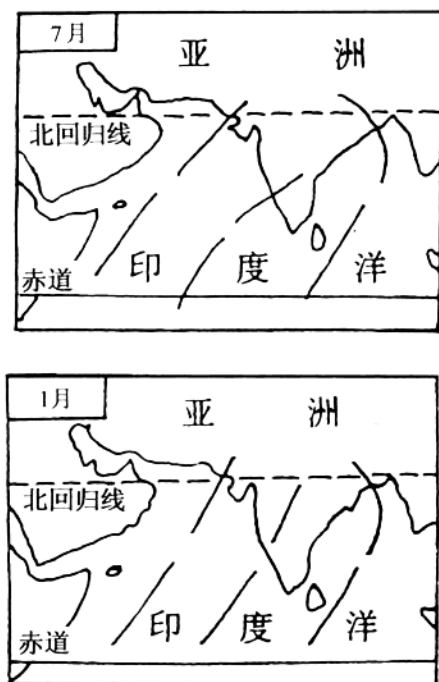 7月
亚 洲
北回归线
印 度 洋
赤道
1月
亚 洲
北回归线
印 度 洋
赤道